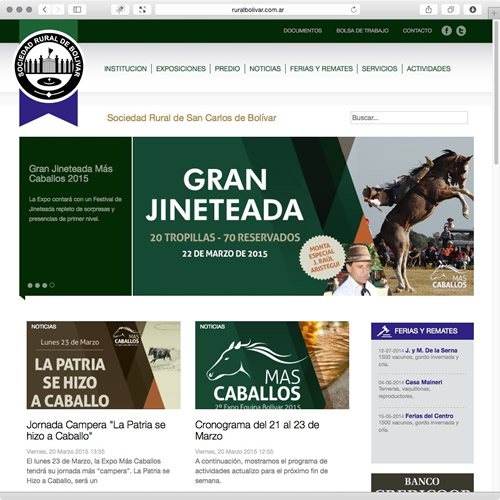 ruralbolivar.com.ar
DOCUMENTOS BOLSA DE TRABAJO CONTACTO
SOCIEDAD RURAL DE BOLIVAR
INSTITUCION EXPOSICIONES PREDIO NOTICIAS FERIAS Y REMATES SERVICIOS ACTIVIDADES
Sociedad Rural de San Carlos de Bolívar
Buscar...
Gran Jineteada Más
Caballos 2015
La Expo contará con un Festival de
Jineteada repleto de sorpresas y
presencias de primer nivel.
GRAN
JINETEADA
20 TROPILLAS - 70 RESERVADOS
22 DE MARZO DE 2015
MONTA
ESPECIAL
J. RAÚL
ARISTEGUI
MAS
CABALLOS
NOTICIAS
Lunes 23 de Marzo
MAS
CABALLOS
LA PATRIA
SE HIZO
A CABALLO
Jornada Campera "La Patria se
hizo a Caballo"
Viernes, 20 Marzo 2015 13:55
El lunes 23 de Marzo, la Expo Más Caballos
tendrá su jornada más "campera". La Patria se
Hizo a Caballo, será un
NOTICIAS
MAS
CABALLOS
2º Expo Equina Bolívar 2015
Cronograma del 21 al 23 de
Marzo
Viernes, 20 Marzo 2015 12:55
A continuación, mostramos el programa de
actividades actualizo para el próximo fin de
semana.
FERIAS Y REMATES
12-07-2014 J. y M. De la Serna
1500 vacunos, gordo invernada y
cria.
04-06-2014 Casa Maineri
Terneros, vaquillonas,
reproductores.
15-05-2014 Ferias del Centro
1500 vacunos, gordo-invernada y
cria.
BANCO
CREDICOOP